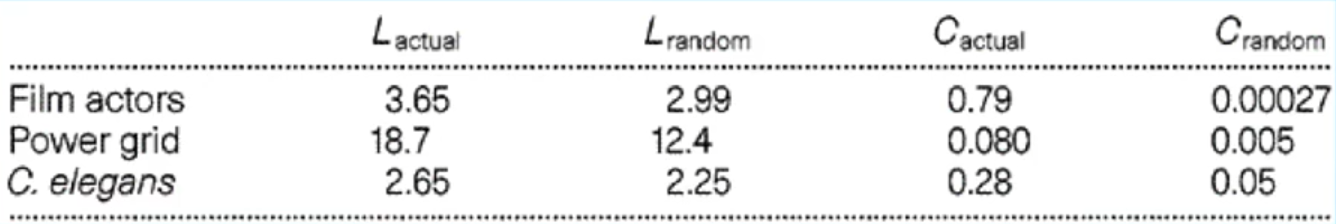 L actual L random C actual C random
Film actors 3.65 2.99 0.79 0.00027
Power grid 18.7 12.4 0.080 0.005
C. elegans 2.65 2.25 0.28 0.05